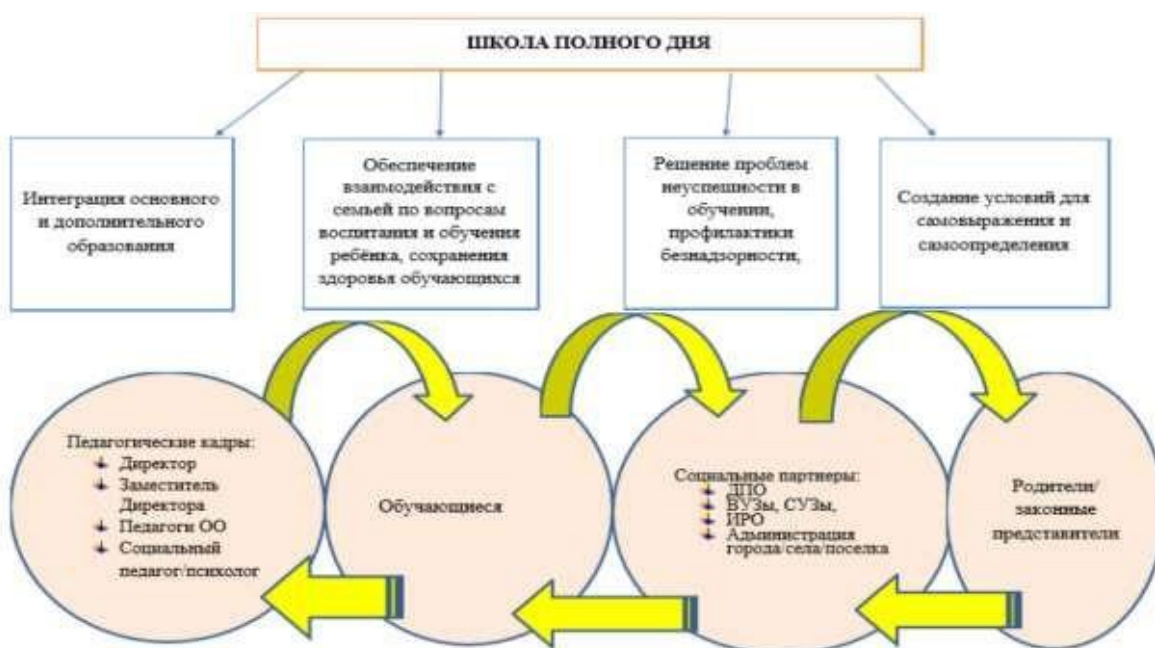 ШКОЛА ПОЛНОГО ДНЯ
Интеграция основного
и дополнительного
образования
Обеспечение
взаимодействия с
семьей по вопросам
воспитания и обучения
ребёнка, сохранения
здоровья обучающихся
Решение проблем
неуспешности в
обучении,
профилактики
безнадзорности,
Создание условий для
самовыражения и
самоопределения
Педагогические кадры:
Директор
Заместитель
Директора
Педагоги ОО
Социальный
педагог/психолог
Обучающиеся
Социальные партнеры:
ДПО
ВУЗы, СУЗы,
ИРО
Администрация
города/села/поселка
Родители/
законные
представители